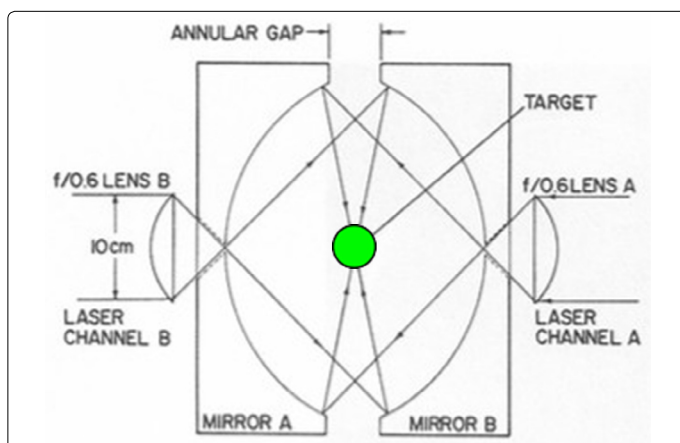 ANNULAR GAP
TARGET
f/0.6 LENS B
f/0.6 LENS A
10cm
LASER
CHANNEL B
LASER
CHANNEL A
MIRROR A
MIRROR B